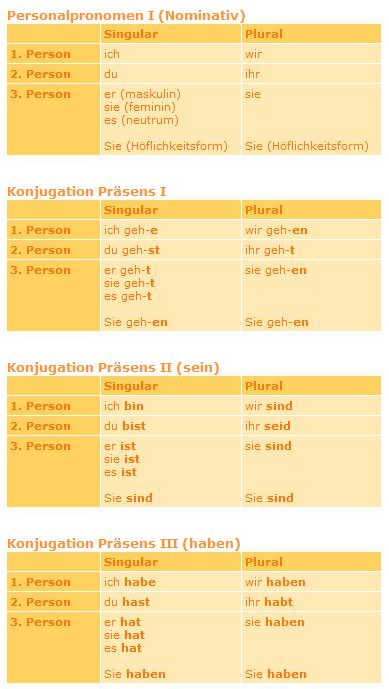 Personalpronomen I (Nominativ)
Singular Plural
1. Person ich wir
2. Person du ihr
3. Person er (maskulin) sie
sie (feminin)
es (neutrum)
Sie (Höflichkeitsform) Sie (Höflichkeitsform)
Konjugation Präsens I
Singular Plural
1. Person ich geh-e wir geh-en
2. Person du geh-st ihr geh-t
3. Person er geh-t sie geh-en
sie geh-t
es geh-t
Sie geh-en Sie geh-en
Konjugation Präsens II (sein)
Singular Plural
1. Person ich bin wir sind
2. Person du bist ihr seid
3. Person er ist sie sind
sie ist
es ist
Sie sind Sie sind
Konjugation Präsens III (haben)
Singular Plural
1. Person ich habe wir haben
2. Person du hast ihr habt
3. Person er hat sie haben
sie hat
es hat
Sie haben Sie haben